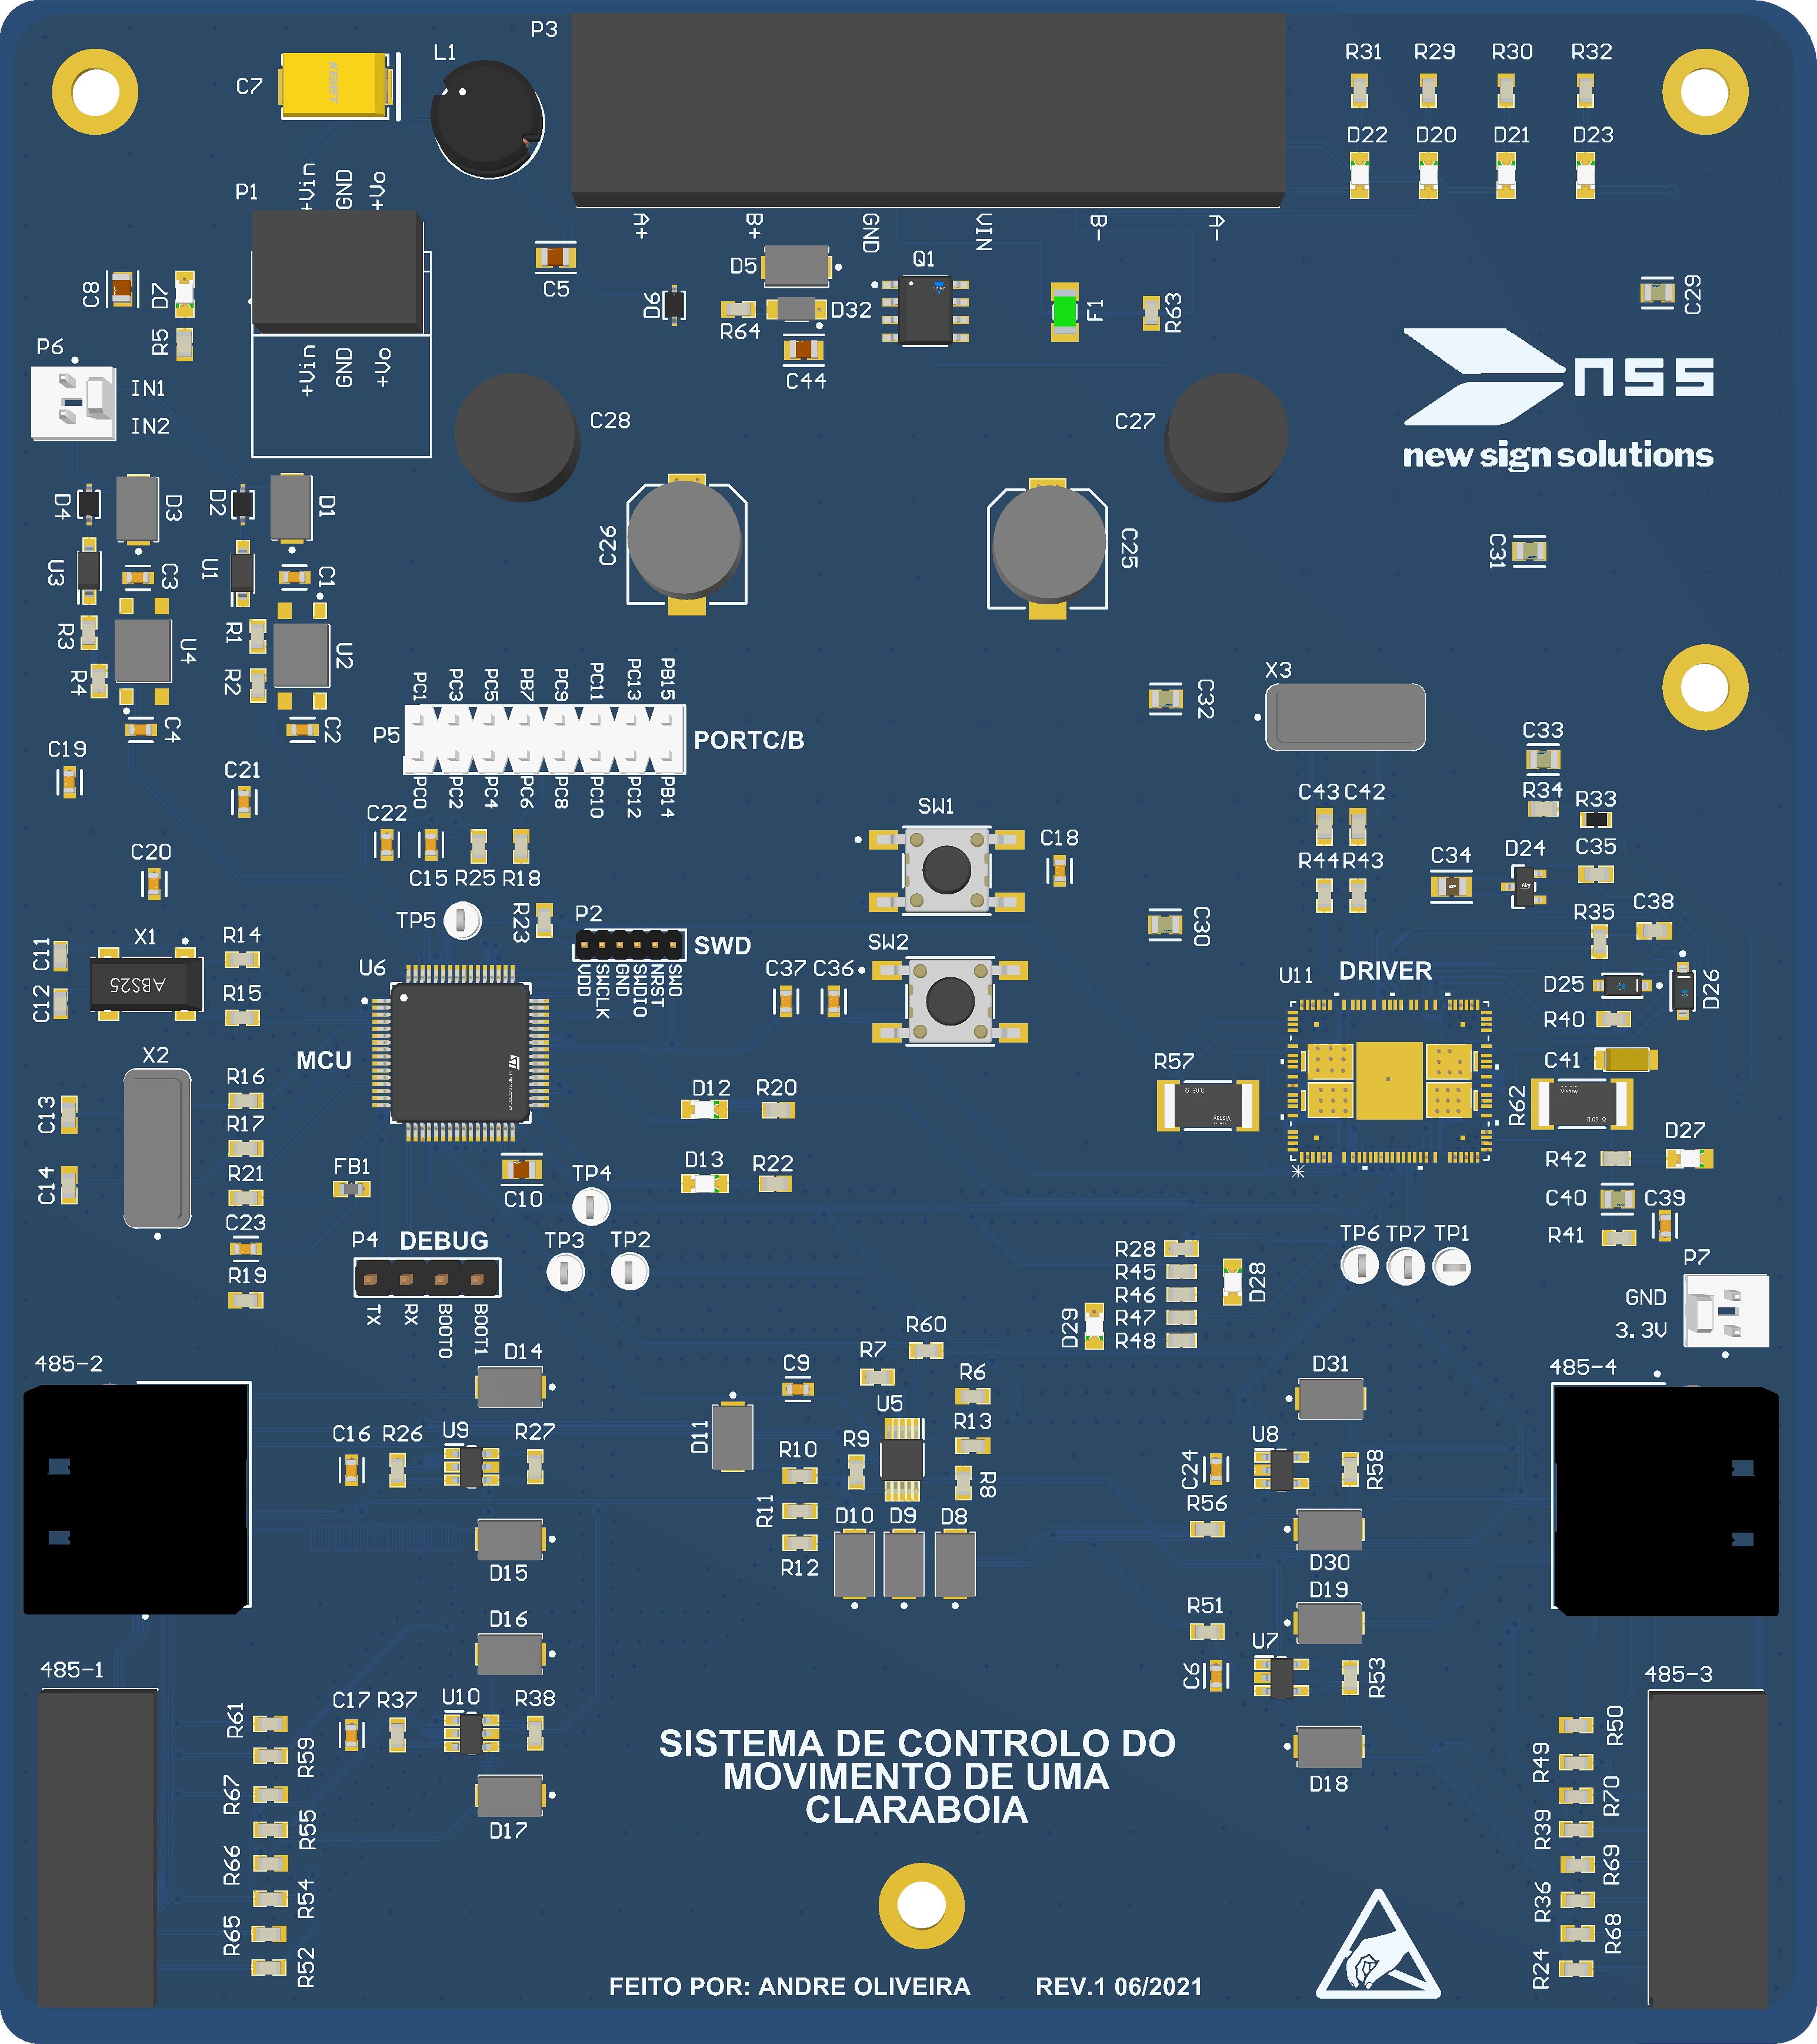 P3
L1
C7
R31 R29 R30 R32
D22 D20 D21 D23
P1
+Vin GND +Vo
A+ B+ GND VIN B- A-
D5 Q1
C8 D7 C5 D6 R64 D32 F1 R63 C29
R5
P6
+Vin GND +Vo
C44
IN1
IN2
C28 C27
nss
new sign solutions
D4 D3 D2 D1
C26 C25 C31
U3 C3 U1 C1
R3 U4 R1 U2
R4 R2
PC1 PC3 PC5 PB7 PC9 PC11 PC13 PB15
X3
C32
C4 C2
P5 PORTC/B
C33
C19
C21
PC0 PC2 PC4 PC6 PC8 PC10 PC12 PB14
R34 R33
C43 C42
C22 SW1
C20 C18
C15 R25 R18
R44 R43 C34 D24 C35
TP5 R23 P2
C30 R35 C38
X1 R14
C11 SWD
SW2
U6
VDD SWCLK GND SWDIO NRST SWO
C37 C36
DRIVER
U11
ABS25
C12 R15
D25 D26
R40
MCU
X2
R57 C41
R16
D12 R20
R62
C13 R17
D27
FB1 D13 R22
R42
C14 R21
TP4
C10
C40 C39
C23
P4 DEBUG
TP3 TP2
TP6 TP7 TP1
R28
R41
R19
R45
D28
P7
R46
GND
TX RX BOOT0 BOOT1
D29 R47
3.3V
R60
R48
485-2 D14
R7
C9 R6
D31
485-4
U5
C16 R26 U9 R27
D11 R10 R9 R13
C24 U8 R58
R8
R56
R11
D10 D9 D8
R12
D15
D30
D19
D16
R51
U7
C6 R53
485-1
485-3
R61
C17 R37 U10 R38
R50
R59
SISTEMA DE CONTROLO DO
MOVIMENTO DE UMA
CLARABOIA
R49
R67
D17
D18
R70
R55
R39
R66
R69
R54
R36
R65
R68
R52
R24
FEITO POR: ANDRE OLIVEIRA REV.1 06/2021